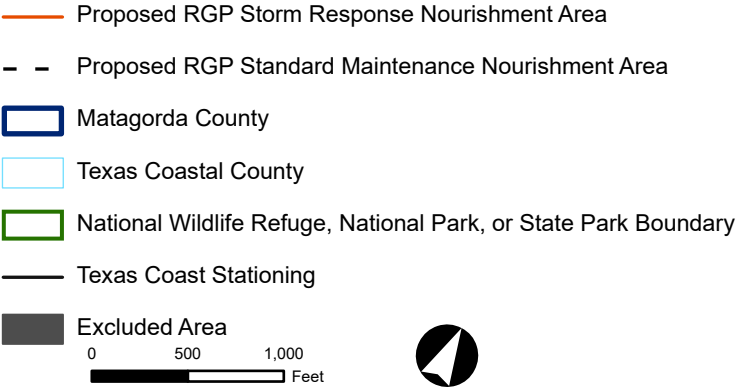 Proposed RGP Storm Response Nourishment Area
Proposed RGP Standard Maintenance Nourishment Area
Matagorda County
Texas Coastal County
National Wildlife Refuge, National Park, or State Park Boundary
Texas Coast Stationing
Excluded Area
0 500 1,000
Feet